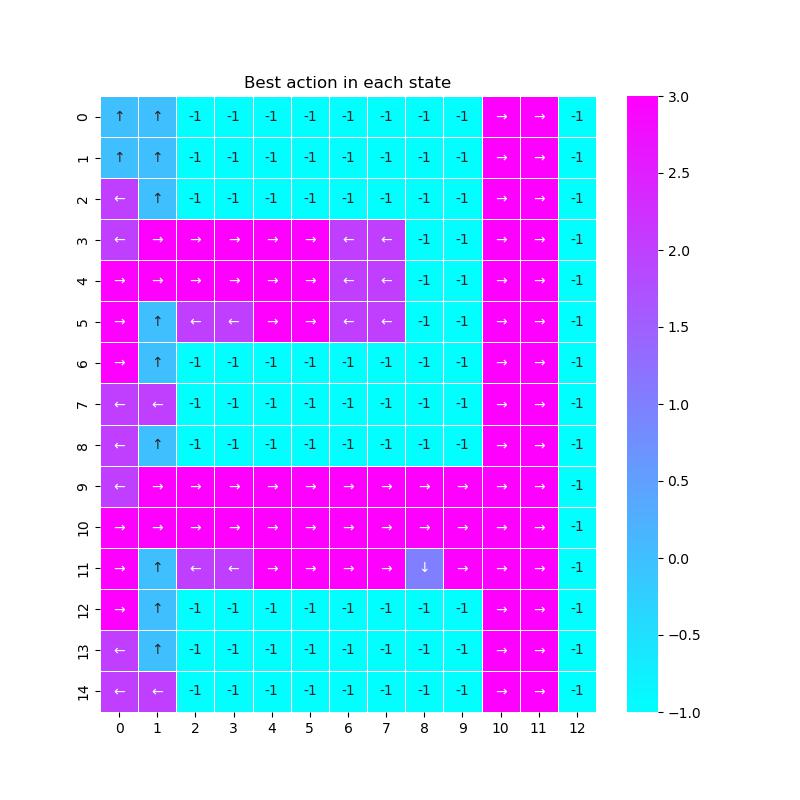 Best action in each state
0 ↑ ↑ -1 -1 -1 -1 -1 -1 -1 -1 → → -1
1 ↑ ↑ -1 -1 -1 -1 -1 -1 -1 -1 → → -1
2 ← ↑ -1 -1 -1 -1 -1 -1 -1 -1 → → -1
3 ← → → → → → ← ← -1 -1 → → -1
4 → → → → → → ← ← -1 -1 → → -1
5 → ↑ ← ← → → ← ← -1 -1 → → -1
6 → ↑ -1 -1 -1 -1 -1 -1 -1 -1 → → -1
7 ← ← -1 -1 -1 -1 -1 -1 -1 -1 → → -1
8 ← ↑ -1 -1 -1 -1 -1 -1 -1 -1 → → -1
9 ← → → → → → → → → → → → -1
10 → → → → → → → → → → → → -1
11 → ↑ ← ← → → → → ↓ → → → -1
12 → ↑ -1 -1 -1 -1 -1 -1 -1 -1 → → -1
13 ← ↑ -1 -1 -1 -1 -1 -1 -1 -1 → → -1
14 ← ← -1 -1 -1 -1 -1 -1 -1 -1 → → -1
0 1 2 3 4 5 6 7 8 9 10 11 12
3.0
2.5
2.0
1.5
1.0
0.5
0.0
−0.5
−1.0